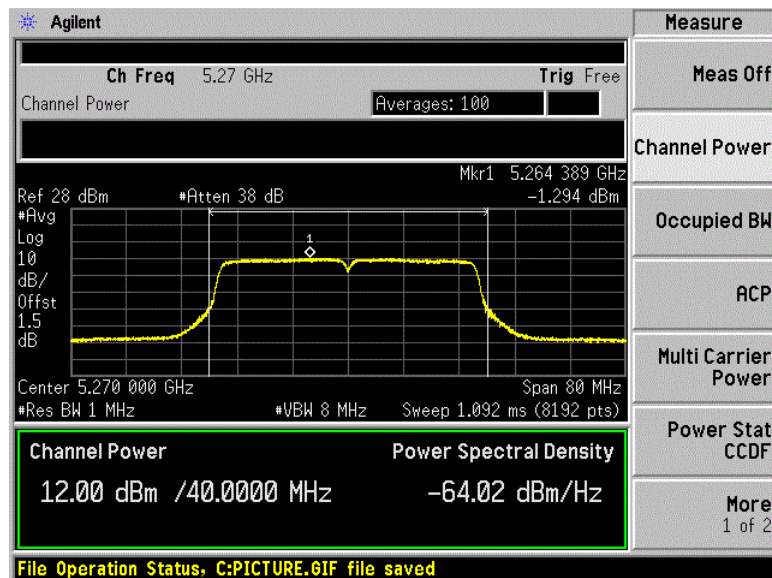 Agilent
Ch Freq 5.27 GHz Trig Free
Channel Power Averages: 100
Mkr1 5.264 389 GHz
Ref 28 dBm #Atten 38 dB -1.294 dBm
#Avg
Log
10
dB/
Offst
1.5
dB
1
Center 5.270 000 GHz Span 80 MHz
#Res BW 1 MHz #VBW 8 MHz Sweep 1.092 ms (8192 pts)
Channel Power Power Spectral Density
12.00 dBm /40.0000 MHz -64.02 dBm/Hz
File Operation Status, C:PICTURE.GIF file saved
Measure
Meas Off
Channel Power
Occupied BW
ACP
Multi Carrier
Power
Power Stat
CCDF
More
1 of 2